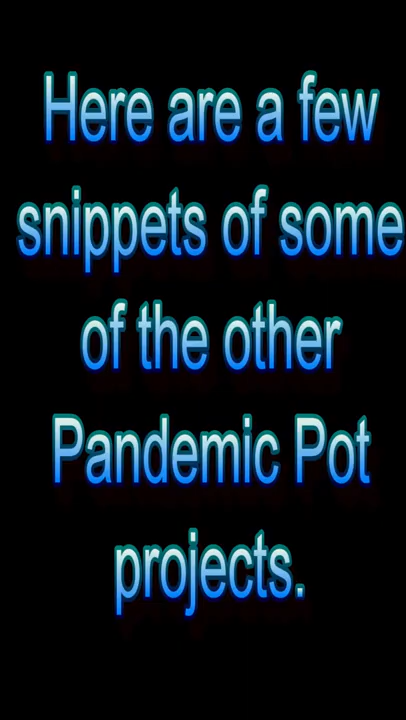 Here are a few
snippets of some
of the other
Pandemic Pot
projects.